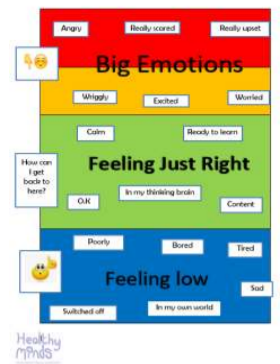 Angry
Really scared
Really upset
Big Emotions
Wriggly
Excited
Worried
Calm
Ready to learn
How can
I get
back to
here?
Feeling Just Right
In my thinking brain
O.K
Content
Poorly
Bored
Tired
Feeling low
Sad
Switched off
In my own world
Healthy
Minds